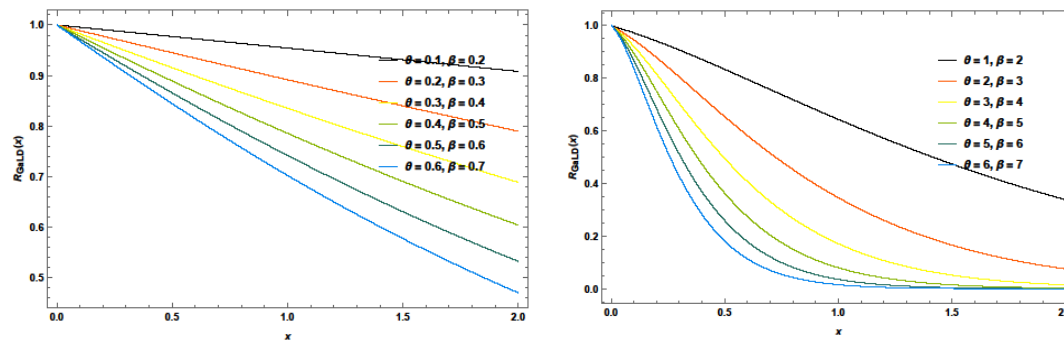 1.0
0.9
0.8
0.7
0.6
0.5
R_GaLD(x)
θ = 0.1, β = 0.2
θ = 0.2, β = 0.3
θ = 0.3, β = 0.4
θ = 0.4, β = 0.5
θ = 0.5, β = 0.6
θ = 0.6, β = 0.7
0.0 0.5 1.0 1.5 2.0
x
1.0
0.8
0.6
0.4
0.2
0.0
R_GaLD(x)
θ = 1, β = 2
θ = 2, β = 3
θ = 3, β = 4
θ = 4, β = 5
θ = 5, β = 6
θ = 6, β = 7
0.0 0.5 1.0 1.5 2.0
x